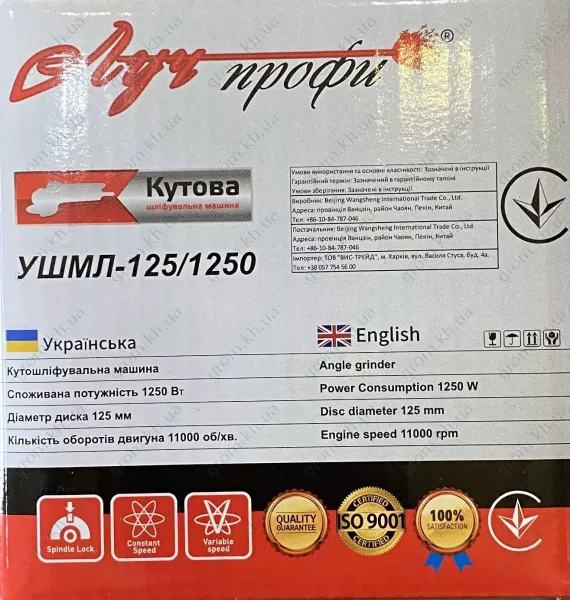 Луч профи ®
Кутова
шліфувальна машина
УШМЛ-125/1250
Умови використання та основні властивості: Зазначені в інструкції
Гарантійний термін: Зазначений в гарантійному талоні
Умови зберігання: Зазначені в інструкції
Виробник: Beijing Wangsheng International Trade Co., Ltd.
Адреса: провінція Ванцзін, район Чаоян, Пекін, Китай
Тел: +86-10-84-787-046
Постачальник: Beijing Wangsheng International Trade Co., Ltd.
Адреса: провінція Ванцзін, район Чаоян, Пекін, Китай
Тел: +86-10-84-787-046
Імпортер: ТОВ "ВИС-ТРЕЙД", м. Харків, вул. Василя Стуса, буд. 4а.
Тел: +38 057 754 56 00
Українська
Кутошліфувальна машина
Споживана потужність 1250 Вт
Діаметр диска 125 мм
Кількість оборотів двигуна 11000 об/хв.
English
Angle grinder
Power Consumption 1250 W
Disc diameter 125 mm
Engine speed 11000 rpm
Spindle Lock
Constant
Speed
Variable
speed
QUALITY
GUARANTEE
CERTIFIED
ISO 9001
CERTIFIED
100%
SATISFACTION
grom.kh.ua